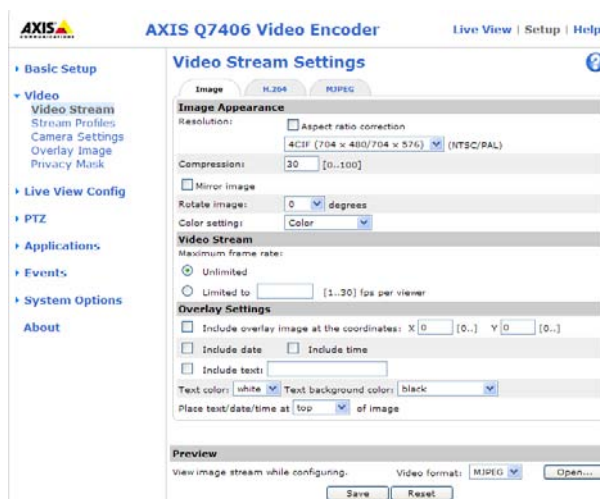 AXIS
COMMUNICATIONS
AXIS Q7406 Video Encoder
Live View | Setup | Help
Basic Setup
Video
Video Stream
Stream Profiles
Camera Settings
Overlay Image
Privacy Mask
Live View Config
PTZ
Applications
Events
System Options
About
Video Stream Settings
?
Image H.264 MJPEG
Image Appearance
Resolution: Aspect ratio correction
4CIF (704 x 480/704 x 576) (NTSC/PAL)
Compression: 30 [0..100]
Mirror image
Rotate image: 0 degrees
Color setting: Color
Video Stream
Maximum frame rate:
Unlimited
Limited to [1..30] fps per viewer
Overlay Settings
Include overlay image at the coordinates: X 0 [0..] Y 0 [0..]
Include date Include time
Include text:
Text color: white Text background color: black
Place text/date/time at top of image
Preview
View image stream while configuring. Video format: MJPEG Open...
Save Reset